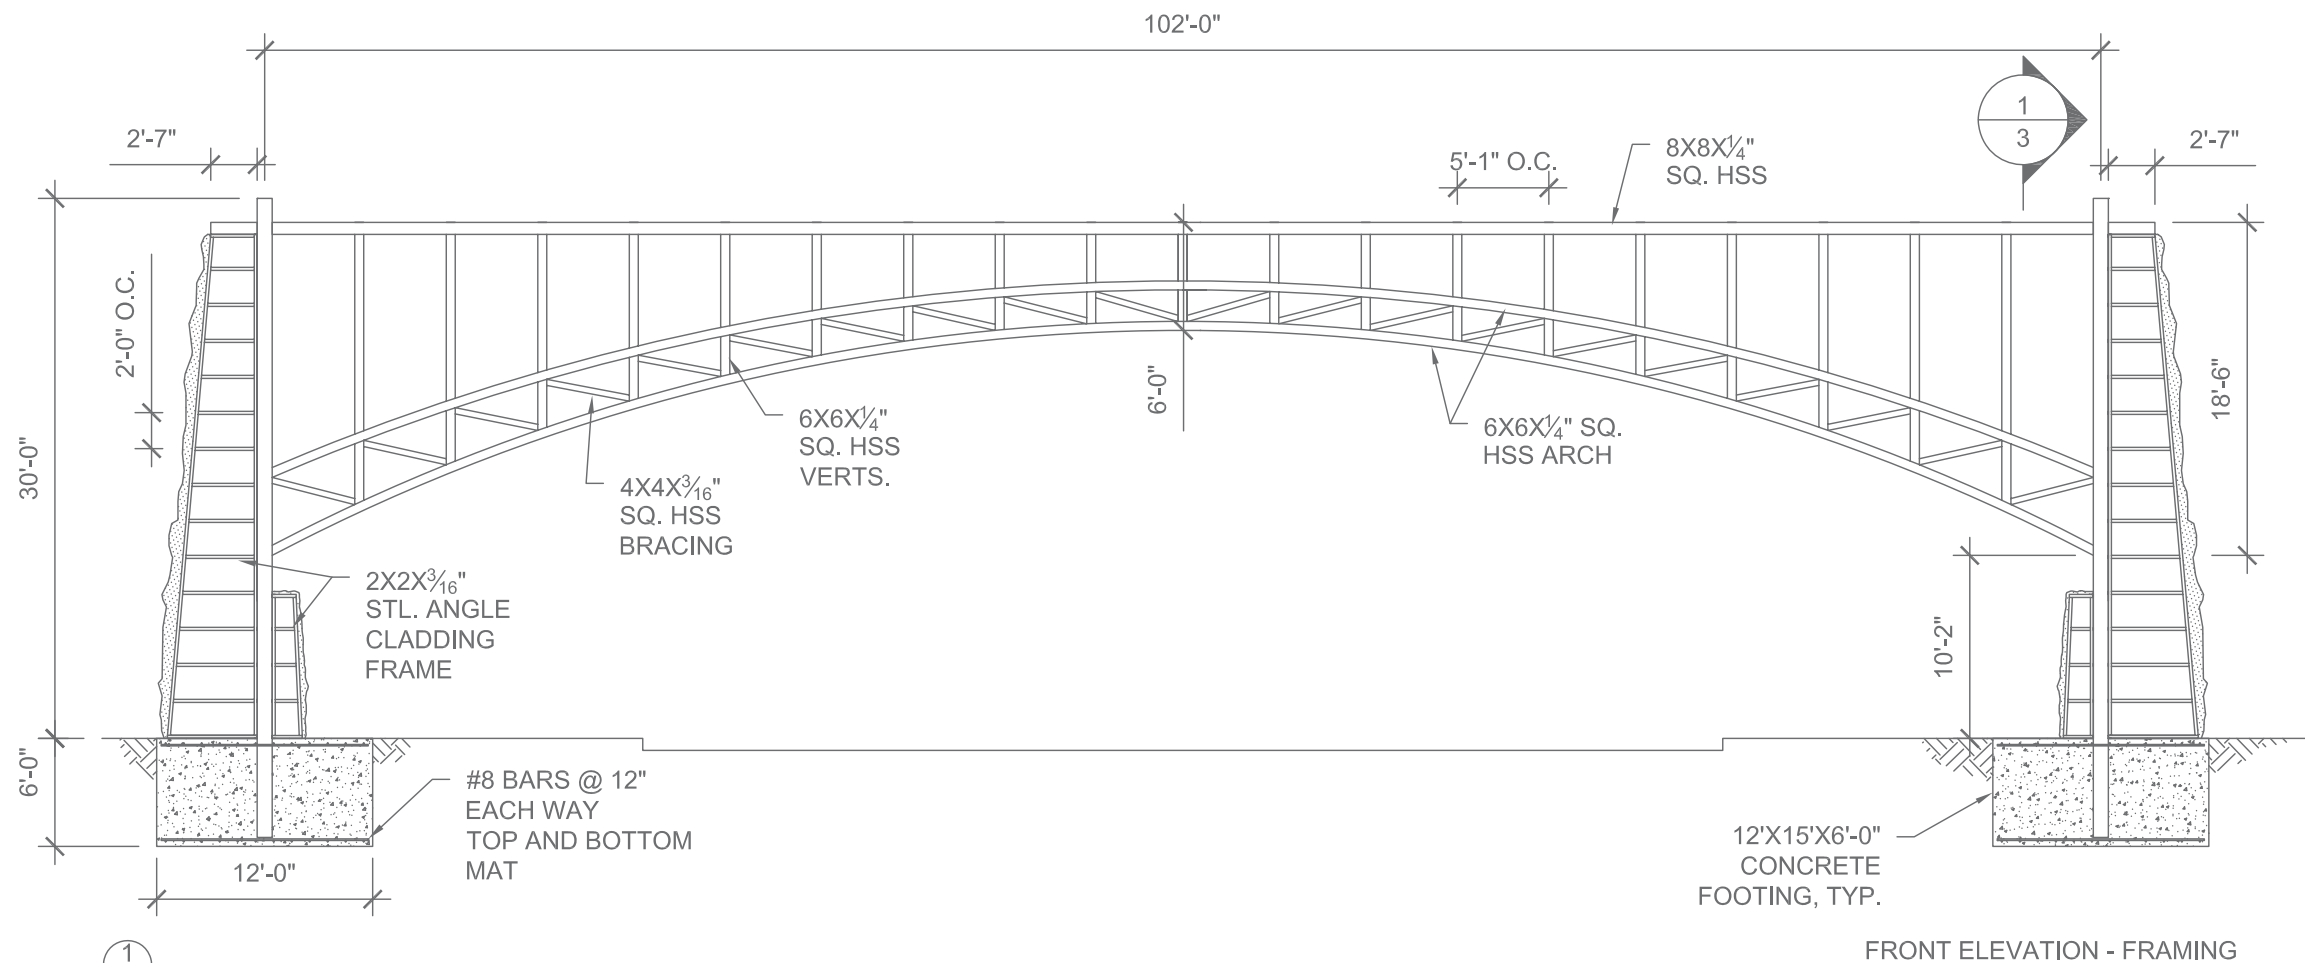 102'-0"
2'-7"
5'-1" O.C.
8X8X¼"
SQ. HSS
1
3
2'-7"
2'-0" O.C.
30'-0"
6'-0"
6X6X¼"
SQ. HSS
VERTS.
4X4X3⁄16"
SQ. HSS
BRACING
6'-0"
6X6X¼" SQ.
HSS ARCH
18'-6"
10'-2"
2X2X3⁄16"
STL. ANGLE
CLADDING
FRAME
#8 BARS @ 12"
EACH WAY
TOP AND BOTTOM
MAT
12'-0"
12'X15'X6'-0"
CONCRETE
FOOTING, TYP.
1
FRONT ELEVATION - FRAMING